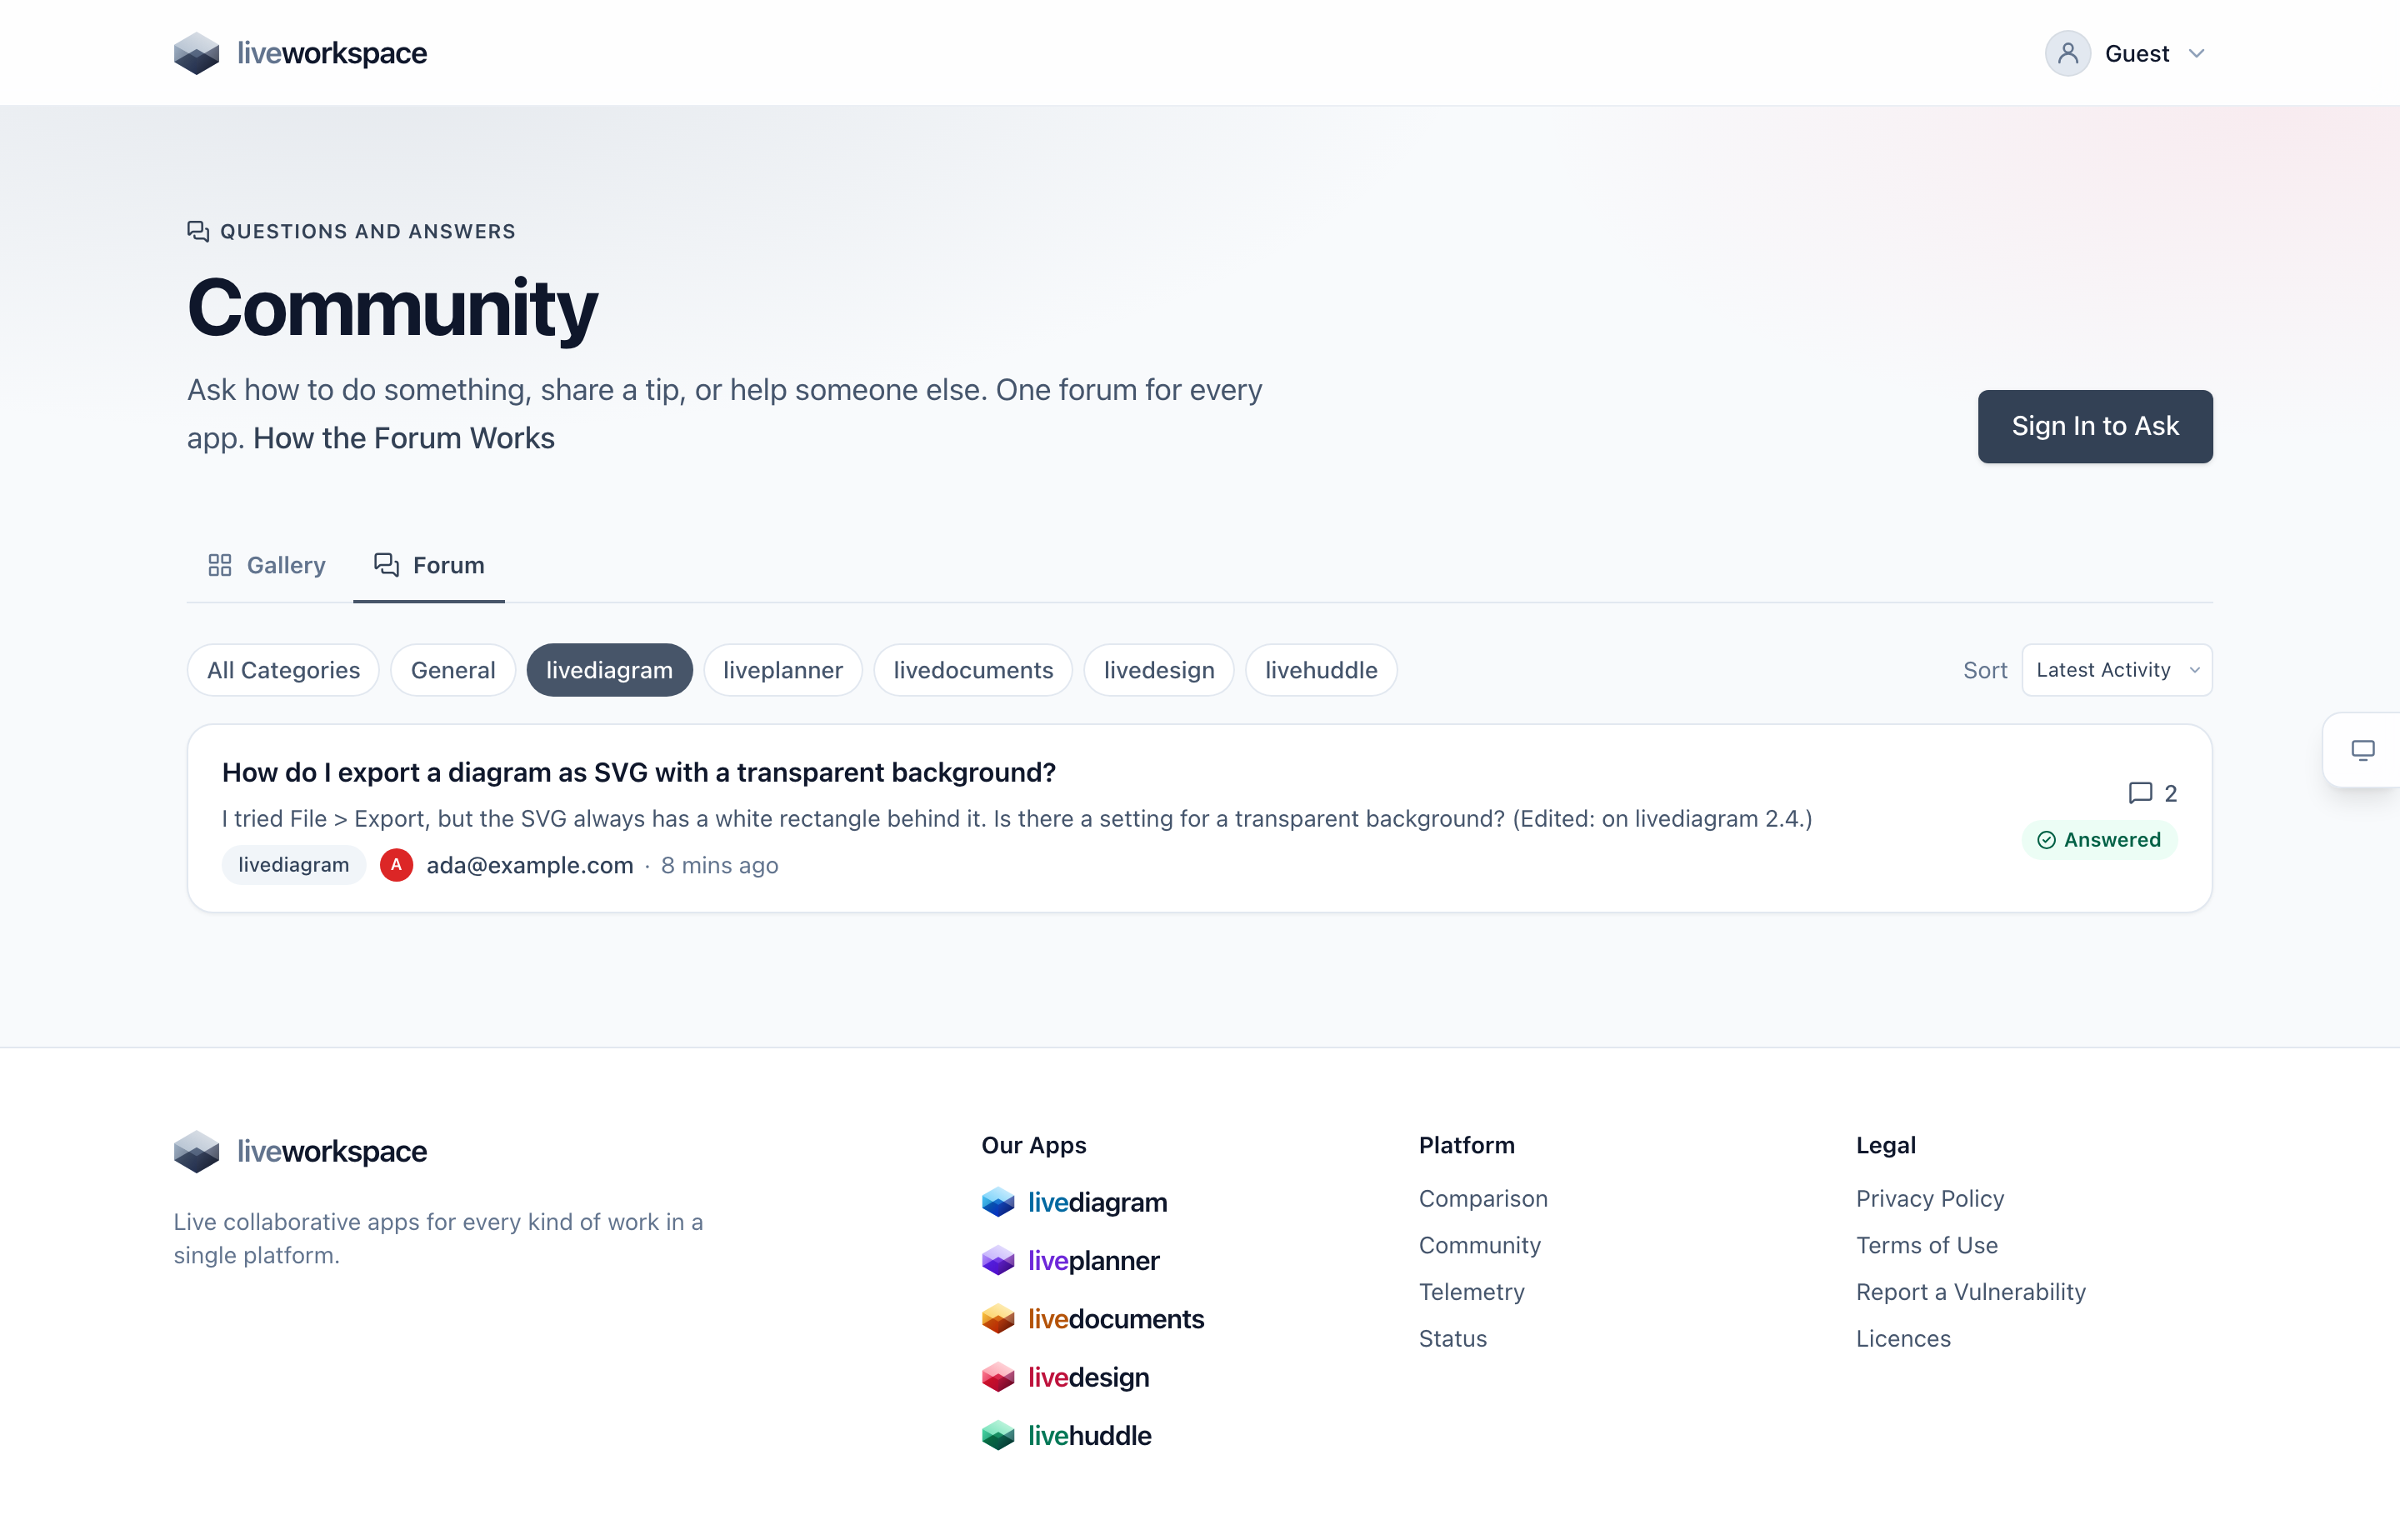 liveworkspace
Guest
QUESTIONS AND ANSWERS
Community
Ask how to do something, share a tip, or help someone else. One forum for every
app. How the Forum Works
Sign In to Ask
Gallery
Forum
All Categories
General
livediagram
liveplanner
livedocuments
livedesign
livehuddle
Sort
Latest Activity
How do I export a diagram as SVG with a transparent background?
I tried File > Export, but the SVG always has a white rectangle behind it. Is there a setting for a transparent background? (Edited: on livediagram 2.4.)
2
Answered
livediagram
A
ada@example.com · 8 mins ago
liveworkspace
Live collaborative apps for every kind of work in a
single platform.
Our Apps
livediagram
liveplanner
livedocuments
livedesign
livehuddle
Platform
Comparison
Community
Telemetry
Status
Legal
Privacy Policy
Terms of Use
Report a Vulnerability
Licences